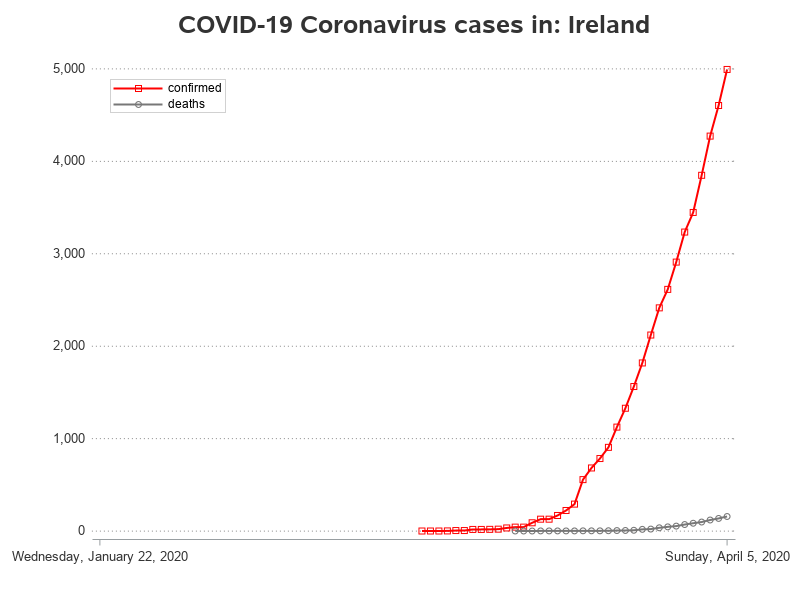 COVID-19 Coronavirus cases in: Ireland
5,000
confirmed
deaths
4,000
3,000
2,000
1,000
0
Wednesday, January 22, 2020
Sunday, April 5, 2020